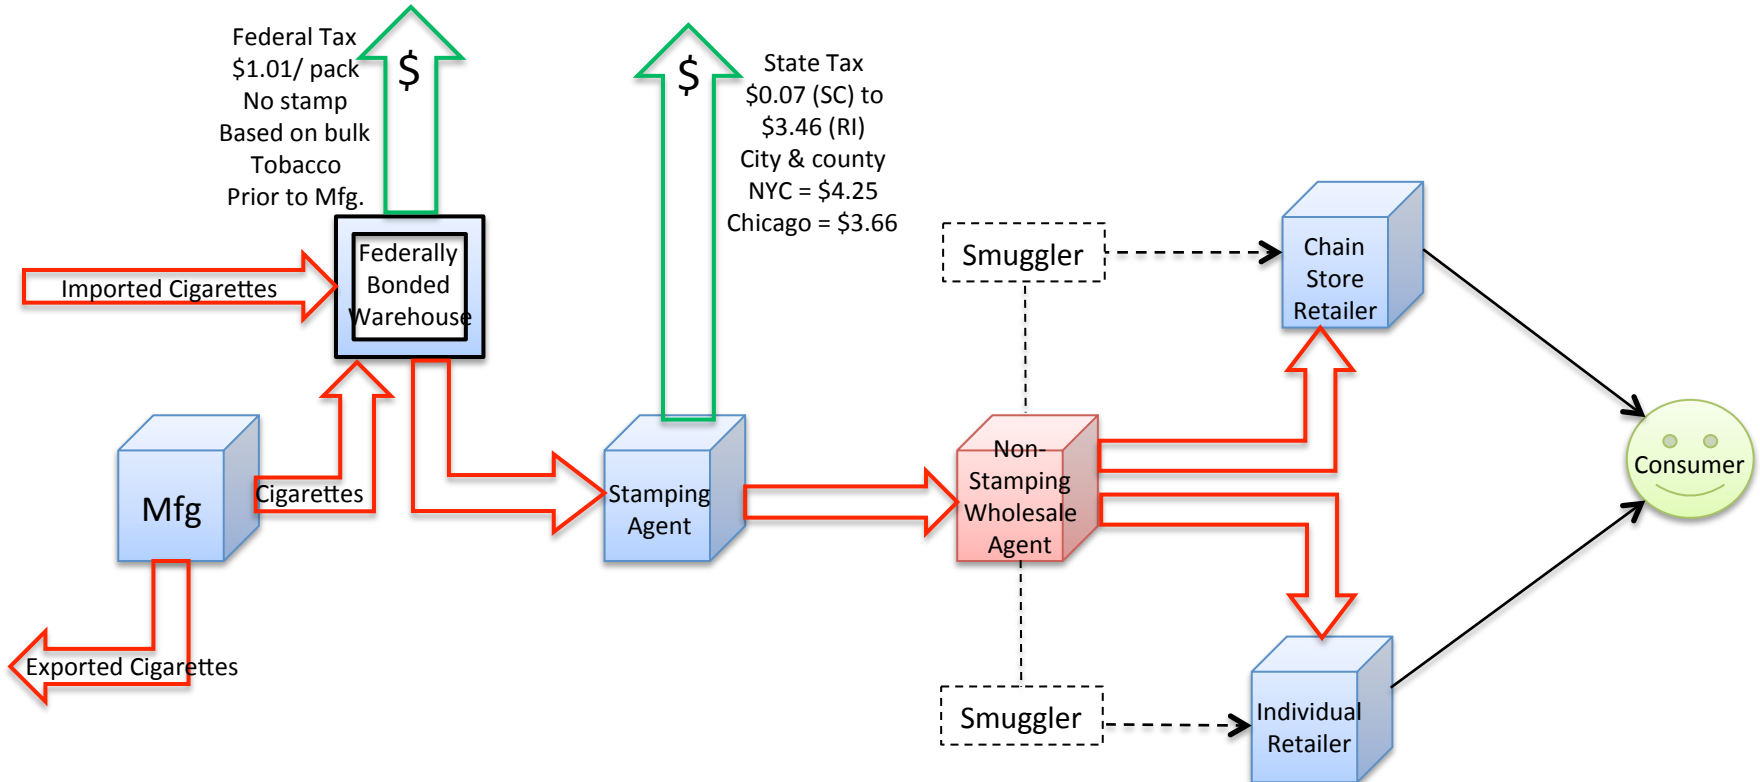 Federal Tax
$1.01/ pack
No stamp
Based on bulk
Tobacco
Prior to Mfg.
$
$
State Tax
$0.07 (SC) to
$3.46 (RI)
City & county
NYC = $4.25
Chicago = $3.66
Imported Cigarettes
Federally
Bonded
Warehouse
Smuggler
Chain
Store
Retailer
Mfg
Cigarettes
Stamping
Agent
Non-
Stamping
Wholesale
Agent
Consumer
Exported Cigarettes
Smuggler
Individual
Retailer